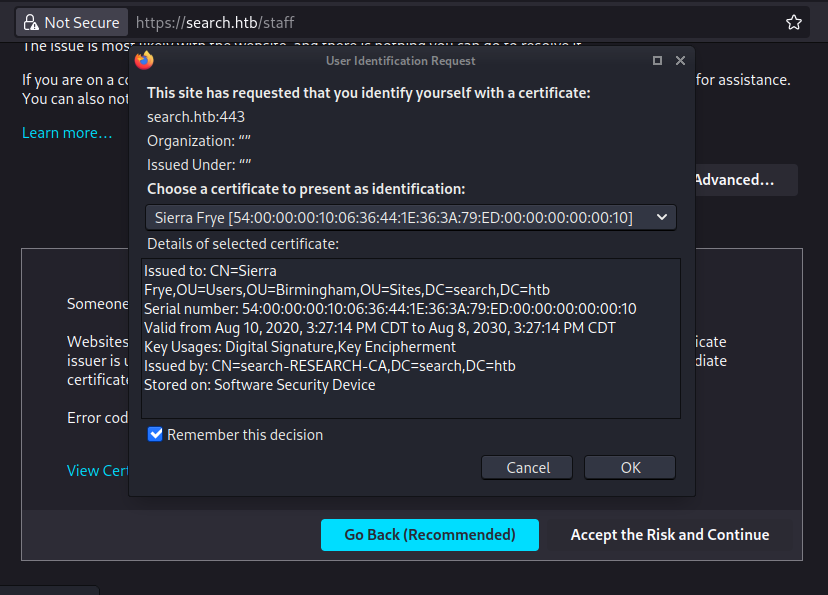 Not Secure https://search.htb/staff
The issue is most likely with the website, and there is nothing you can do to resolve it.
If you are on a co
for assistance.
You can also not
Learn more…
Advanced...
User Identification Request
This site has requested that you identify yourself with a certificate:
search.htb:443
Organization: “”
Issued Under: “”
Choose a certificate to present as identification:
Sierra Frye [54:00:00:00:10:06:36:44:1E:36:3A:79:ED:00:00:00:00:00:10]
Details of selected certificate:
Issued to: CN=Sierra
Frye,OU=Users,OU=Birmingham,OU=Sites,DC=search,DC=htb
Serial number: 54:00:00:00:10:06:36:44:1E:36:3A:79:ED:00:00:00:00:00:10
Valid from Aug 10, 2020, 3:27:14 PM CDT to Aug 8, 2030, 3:27:14 PM CDT
Key Usages: Digital Signature,Key Encipherment
Issued by: CN=search-RESEARCH-CA,DC=search,DC=htb
Stored on: Software Security Device
Remember this decision
Cancel OK
Someone
Websites
icate
issuer is u
diate
certificate
Error cod
View Cert
Go Back (Recommended) Accept the Risk and Continue